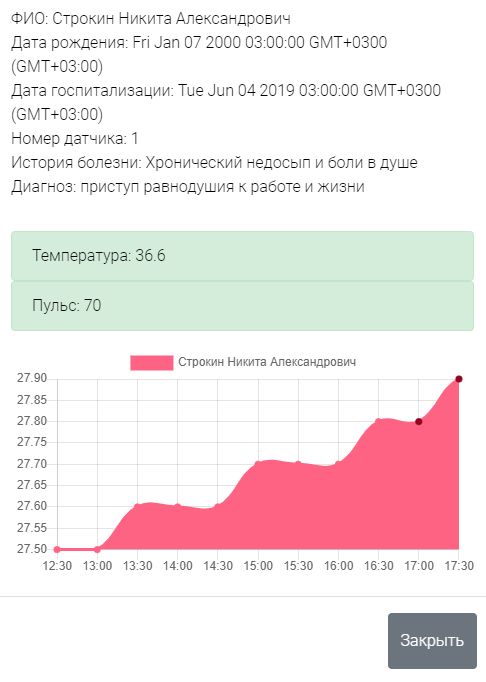 ФИО: Строкин Никита Александрович
Дата рождения: Fri Jan 07 2000 03:00:00 GMT+0300
(GMT+03:00)
Дата госпитализации: Tue Jun 04 2019 03:00:00 GMT+0300
(GMT+03:00)
Номер датчика: 1
История болезни: Хронический недосып и боли в душе
Диагноз: приступ равнодушия к работе и жизни
Температура: 36.6
Пульс: 70
Строкин Никита Александрович
27.90
27.85
27.80
27.75
27.70
27.65
27.60
27.55
27.50
12:30 13:00 13:30 14:00 14:30 15:00 15:30 16:00 16:30 17:00 17:30
Закрыть